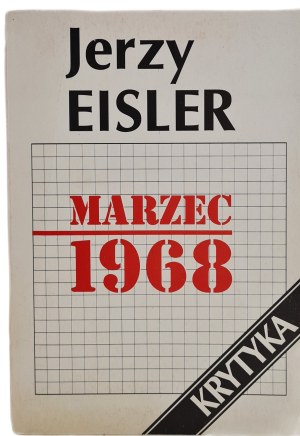 Jerzy
EISLER
MARZEC
1968
KRYTYKA